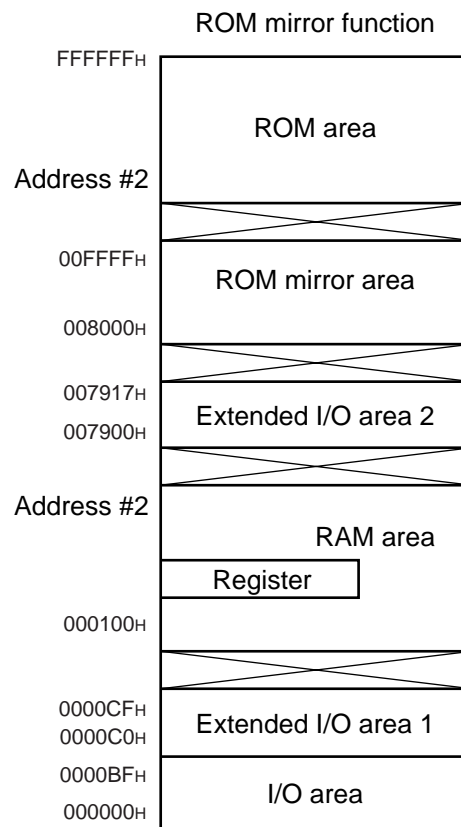 ROM mirror function
FFFFFFH
ROM area
Address #2
00FFFFH
ROM mirror area
008000H
007917H
Extended I/O area 2
007900H
Address #2
RAM area
Register
000100H
0000CFH
Extended I/O area 1
0000C0H
0000BFH
I/O area
000000H